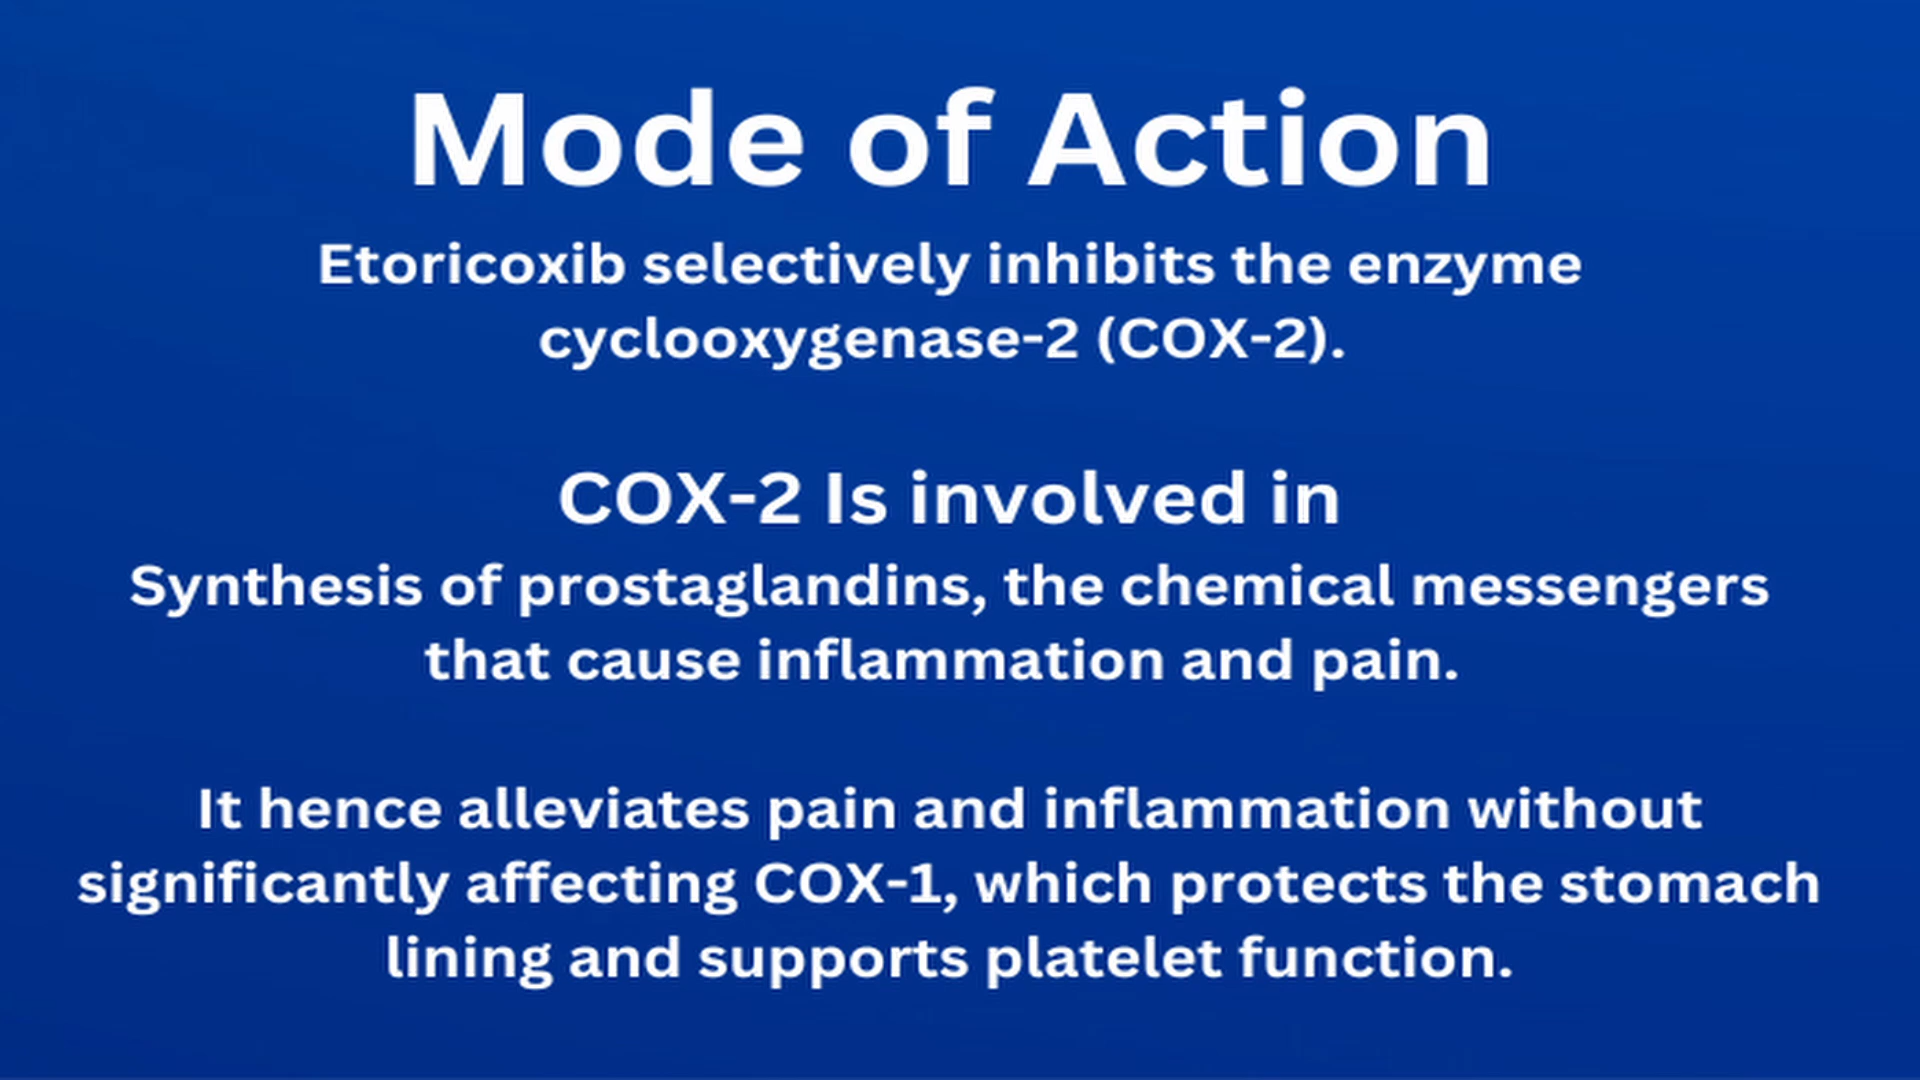 Mode of Action
Etoricoxib selectively inhibits the enzyme
cyclooxygenase-2 (COX-2).
COX-2 Is involved in
Synthesis of prostaglandins, the chemical messengers
that cause inflammation and pain.
It hence alleviates pain and inflammation without
significantly affecting COX-1, which protects the stomach
lining and supports platelet function.